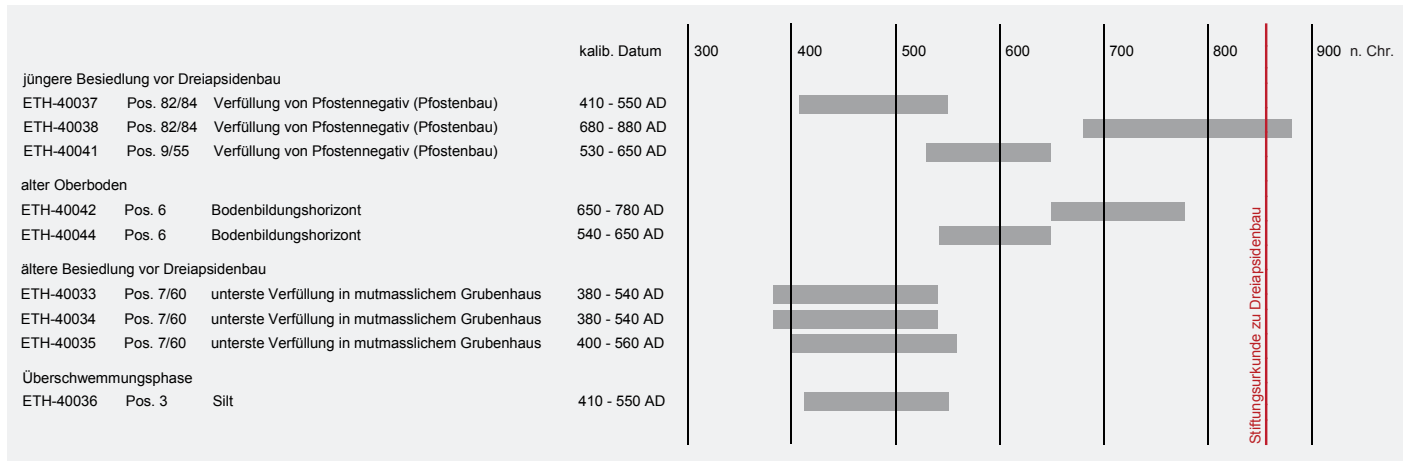 kalib. Datum 300 400 500 600 700 800 900 n. Chr.
jüngere Besiedlung vor Dreiapsidenbau
ETH-40037 Pos. 82/84 Verfüllung von Pfostennegativ (Pfostenbau) 410 - 550 AD
ETH-40038 Pos. 82/84 Verfüllung von Pfostennegativ (Pfostenbau) 680 - 880 AD
ETH-40041 Pos. 9/55 Verfüllung von Pfostennegativ (Pfostenbau) 530 - 650 AD
alter Oberboden
ETH-40042 Pos. 6 Bodenbildungshorizont 650 - 780 AD
ETH-40044 Pos. 6 Bodenbildungshorizont 540 - 650 AD
ältere Besiedlung vor Dreiapsidenbau
ETH-40033 Pos. 7/60 unterste Verfüllung in mutmasslichem Grubenhaus 380 - 540 AD
ETH-40034 Pos. 7/60 unterste Verfüllung in mutmasslichem Grubenhaus 380 - 540 AD
ETH-40035 Pos. 7/60 unterste Verfüllung in mutmasslichem Grubenhaus 400 - 560 AD
Überschwemmungsphase
ETH-40036 Pos. 3 Silt 410 - 550 AD
Stiftungsurkunde zu Dreiapsidenbau